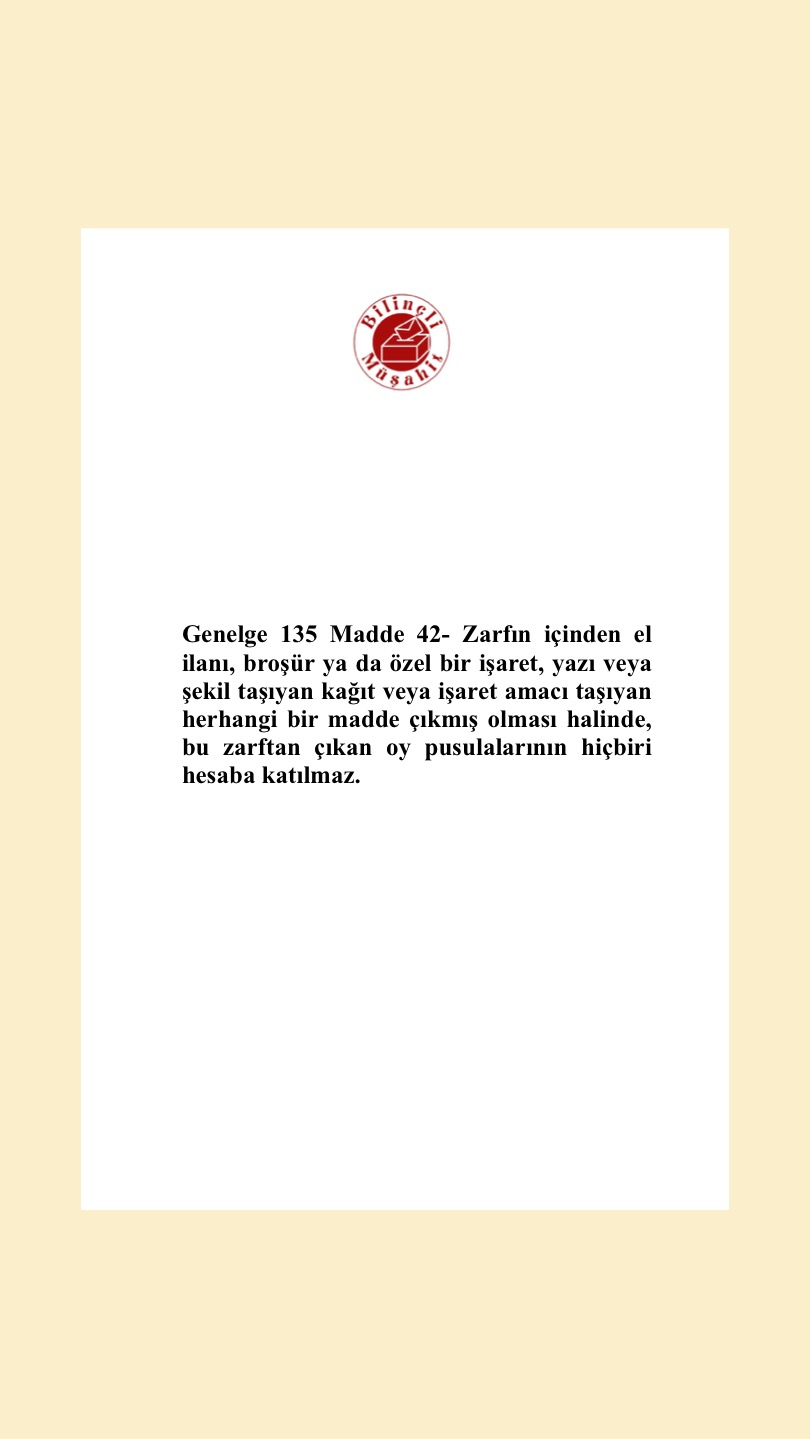 Bilinçli
Müşahit
Genelge 135 Madde 42- Zarfın içinden el
ilanı, broşür ya da özel bir işaret, yazı veya
şekil taşıyan kağıt veya işaret amacı taşıyan
herhangi bir madde çıkmış olması halinde,
bu zarftan çıkan oy pusulalarının hiçbiri
hesaba katılmaz.